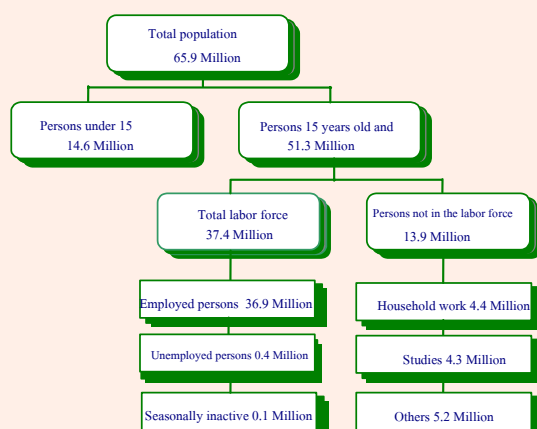 Total population
65.9 Million
Persons under 15
14.6 Million
Persons 15 years old and
51.3 Million
Total labor force
37.4 Million
Persons not in the labor force
13.9 Million
Employed persons 36.9 Million
Household work 4.4 Million
Unemployed persons 0.4 Million
Studies 4.3 Million
Seasonally inactive 0.1 Million
Others 5.2 Million